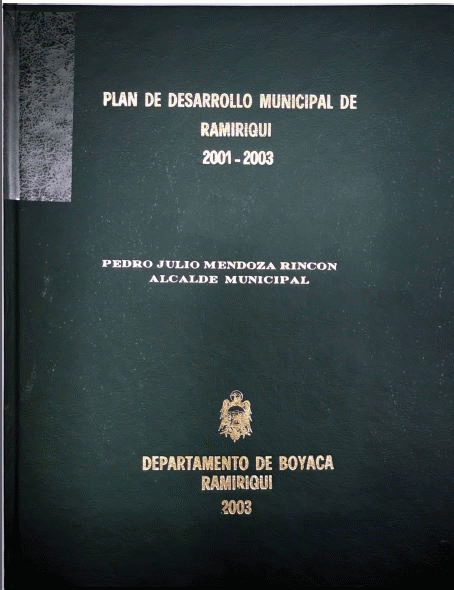 PLAN DE DESARROLLO MUNICIPAL DE
RAMIRIQUI
2001 - 2003
PEDRO JULIO MENDOZA RINCON
ALCALDE MUNICIPAL
DEPARTAMENTO DE BOYACA
RAMIRIQUI
2003